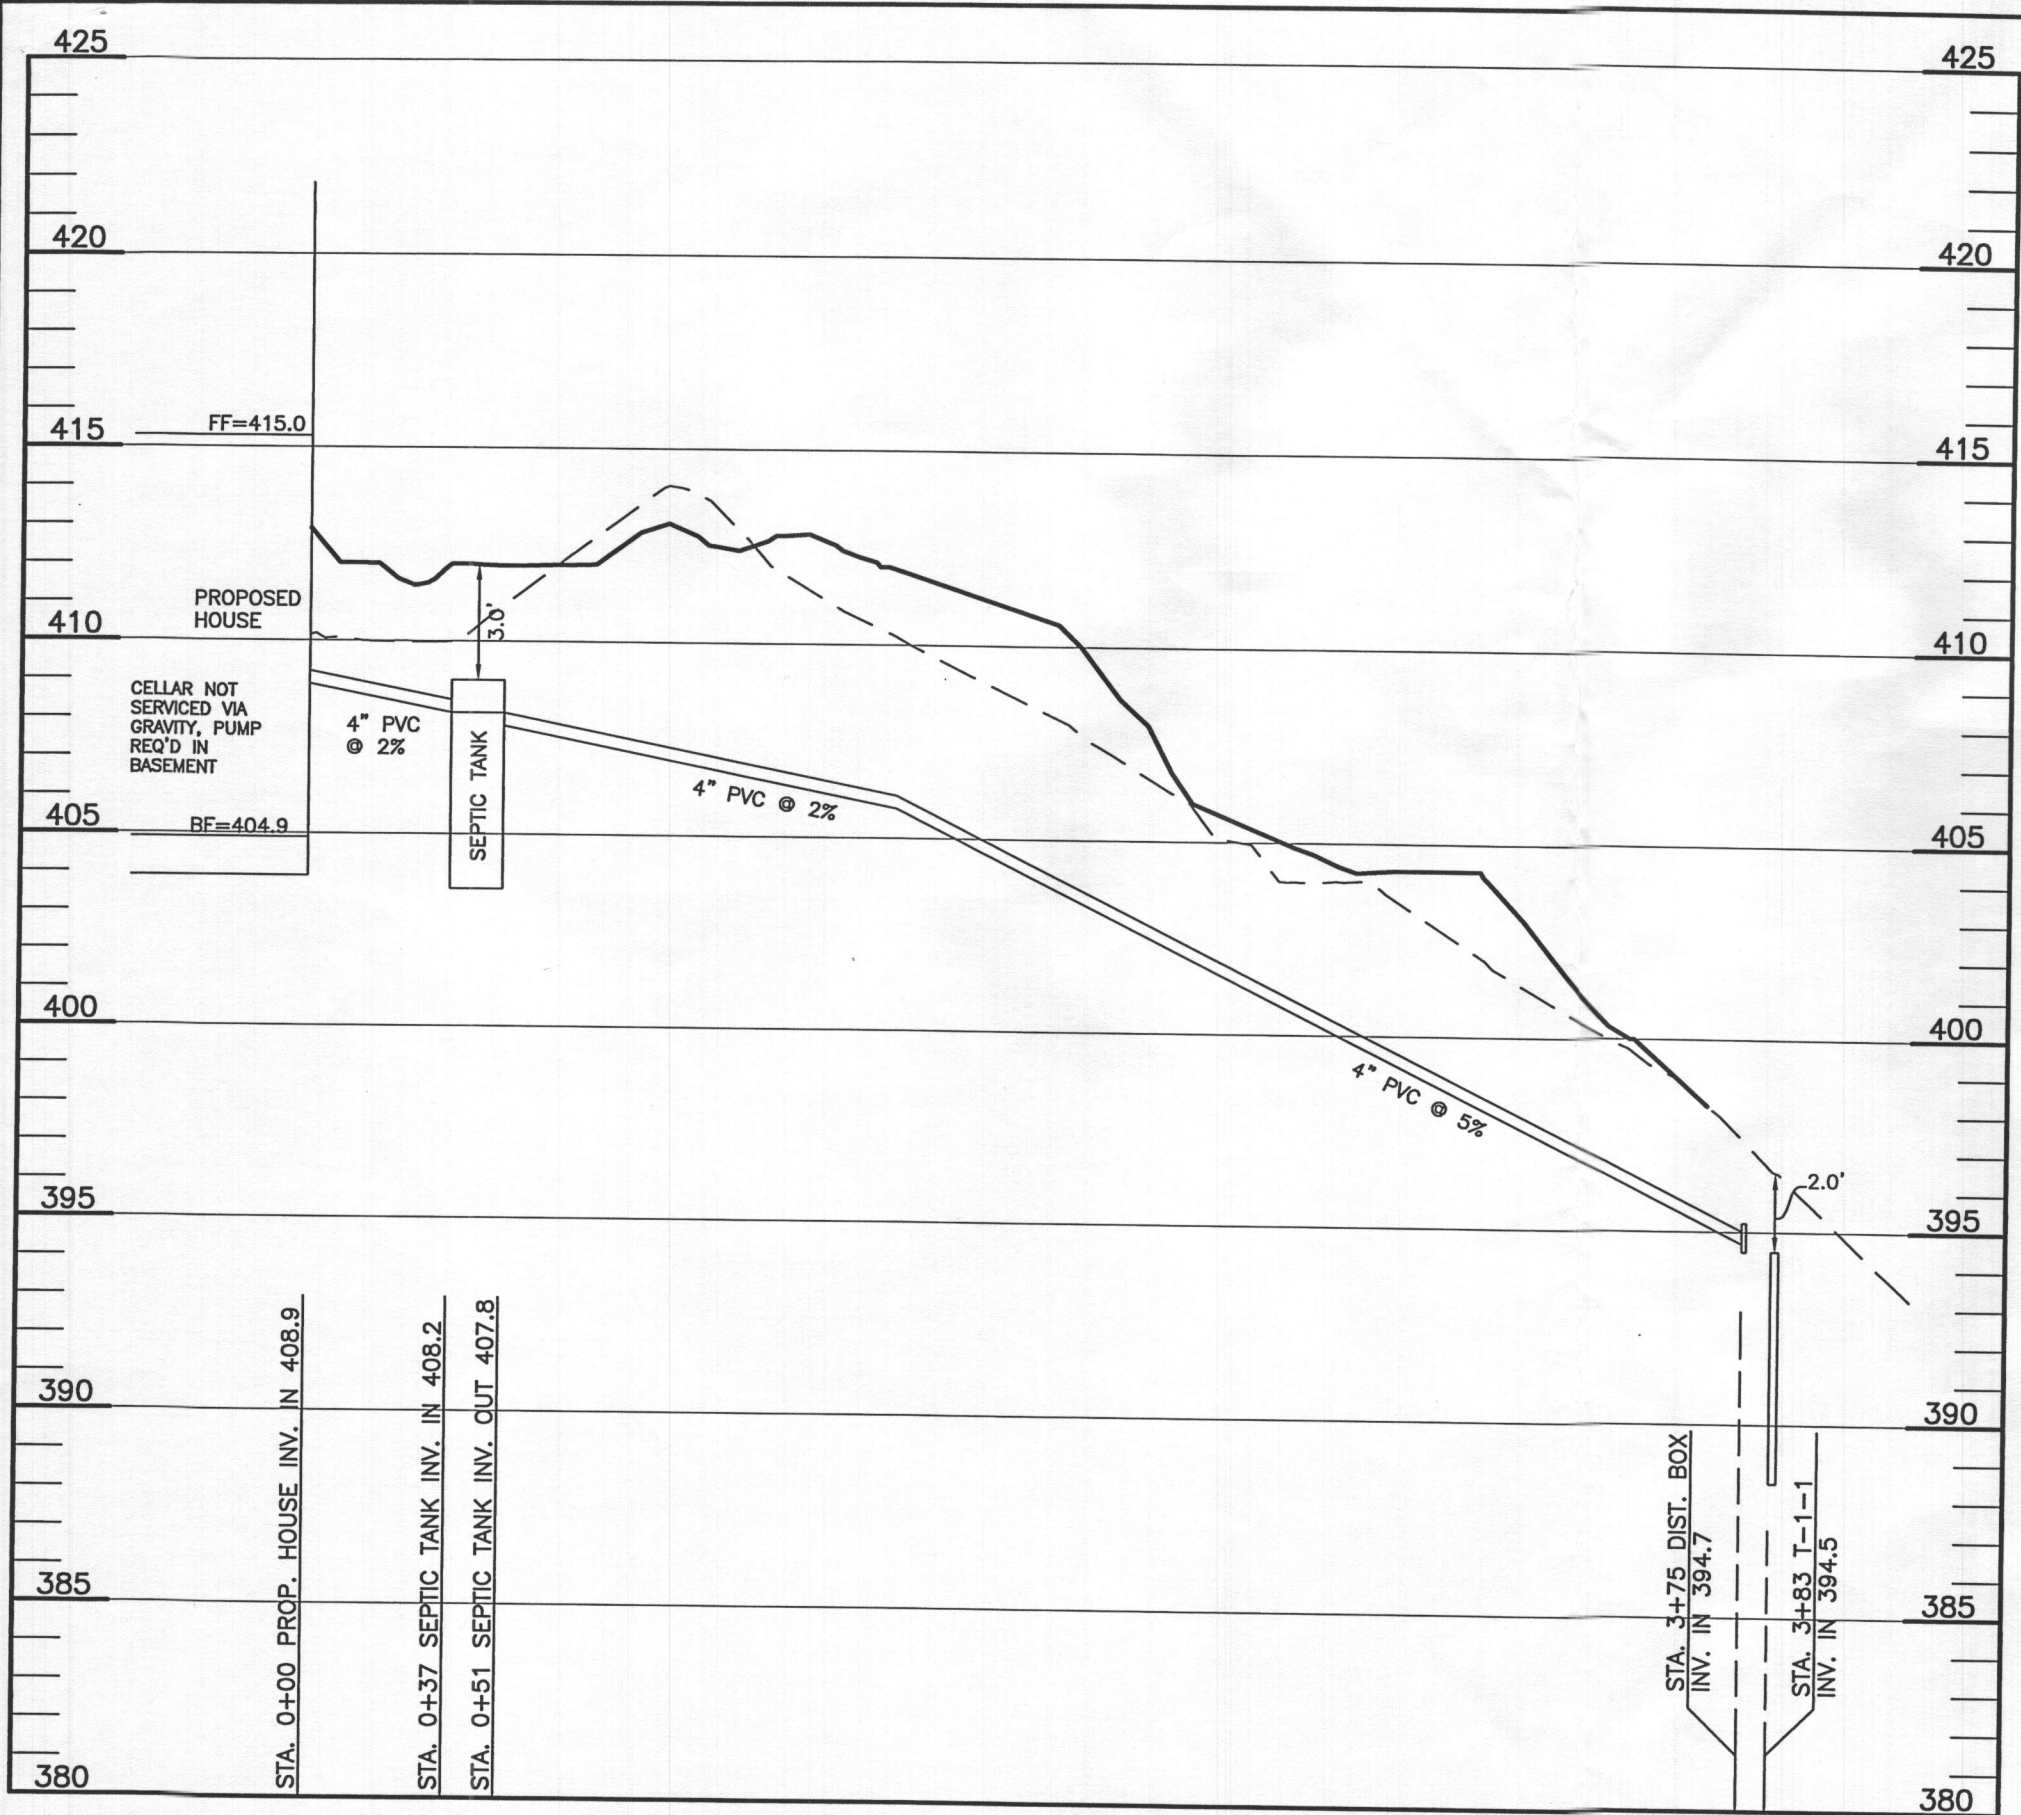 425
425
420
420
FF=415.0
415
415
PROPOSED
HOUSE
3.0'
410
410
CELLAR NOT
SERVICED VIA
GRAVITY, PUMP
REQ'D IN
BASEMENT
4" PVC
@ 2%
SEPTIC TANK
4" PVC @ 2%
BF=404.9
405
405
400
400
4" PVC @ 5%
2.0'
395
395
390
390
385
385
380
380
STA. 0+00 PROP. HOUSE INV. IN 408.9
STA. 0+37 SEPTIC TANK INV. IN 408.2
STA. 0+51 SEPTIC TANK INV. OUT 407.8
STA. 3+75 DIST. BOX
INV. IN 394.7
STA. 3+83 T-1-1
INV. IN 394.5